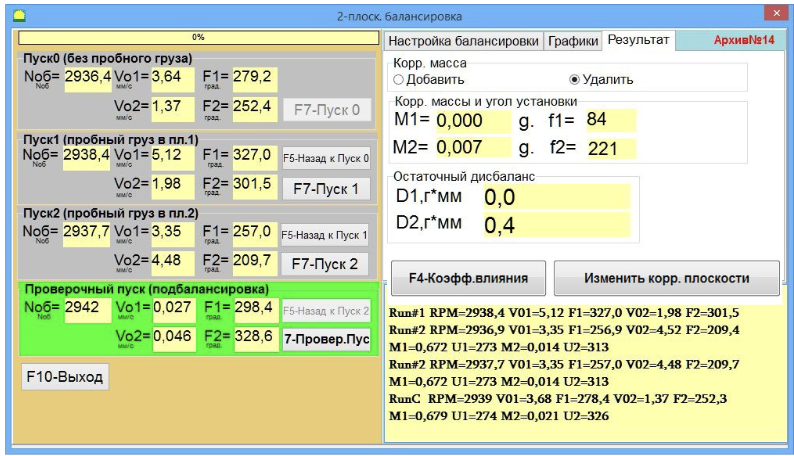 2-плоск. балансировка
0%
Пуск0 (без пробного груза)
Nоб= 2936,4 Vo1= 3,64 F1= 279,2
Nоб мм/с град.
Vo2= 1,37 F2= 252,4 F7-Пуск 0
мм/с град.
Пуск1 (пробный груз в пл.1)
Nоб= 2938,4 Vo1= 5,12 F1= 327,0 F5-Назад к Пуск 0
Nоб мм/с град.
Vo2= 1,98 F2= 301,5 F7-Пуск 1
мм/с град.
Пуск2 (пробный груз в пл.2)
Nоб= 2937,7 Vo1= 3,35 F1= 257,0 F5-Назад к Пуск 1
Nоб мм/с град.
Vo2= 4,48 F2= 209,7 F7-Пуск 2
мм/с град.
Проверочный пуск (подбалансировка)
Nоб= 2942 Vo1= 0,027 F1= 298,4 F5-Назад к Пуск 2
Nоб мм/с град.
Vo2= 0,046 F2= 328,6 7-Провер.Пус
мм/с град.
F10-Выход
Настройка балансировки Графики Результат Архив№14
Корр. масса
Добавить Удалить
Корр. массы и угол установки
M1= 0,000 g. f1= 84
M2= 0,007 g. f2= 221
Остаточный дисбаланс
D1,г*мм 0,0
D2,г*мм 0,4
F4-Коэфф.влияния Изменить корр. плоскости
Run#1 RPM=2938,4 V01=5,12 F1=327,0 V02=1,98 F2=301,5
Run#2 RPM=2936,9 V01=3,35 F1=256,9 V02=4,52 F2=209,4
M1=0,672 U1=273 M2=0,014 U2=313
Run#2 RPM=2937,7 V01=3,35 F1=257,0 V02=4,48 F2=209,7
M1=0,672 U1=273 M2=0,014 U2=313
RunC RPM=2939 V01=3,68 F1=278,4 V02=1,37 F2=252,3
M1=0,679 U1=274 M2=0,021 U2=326